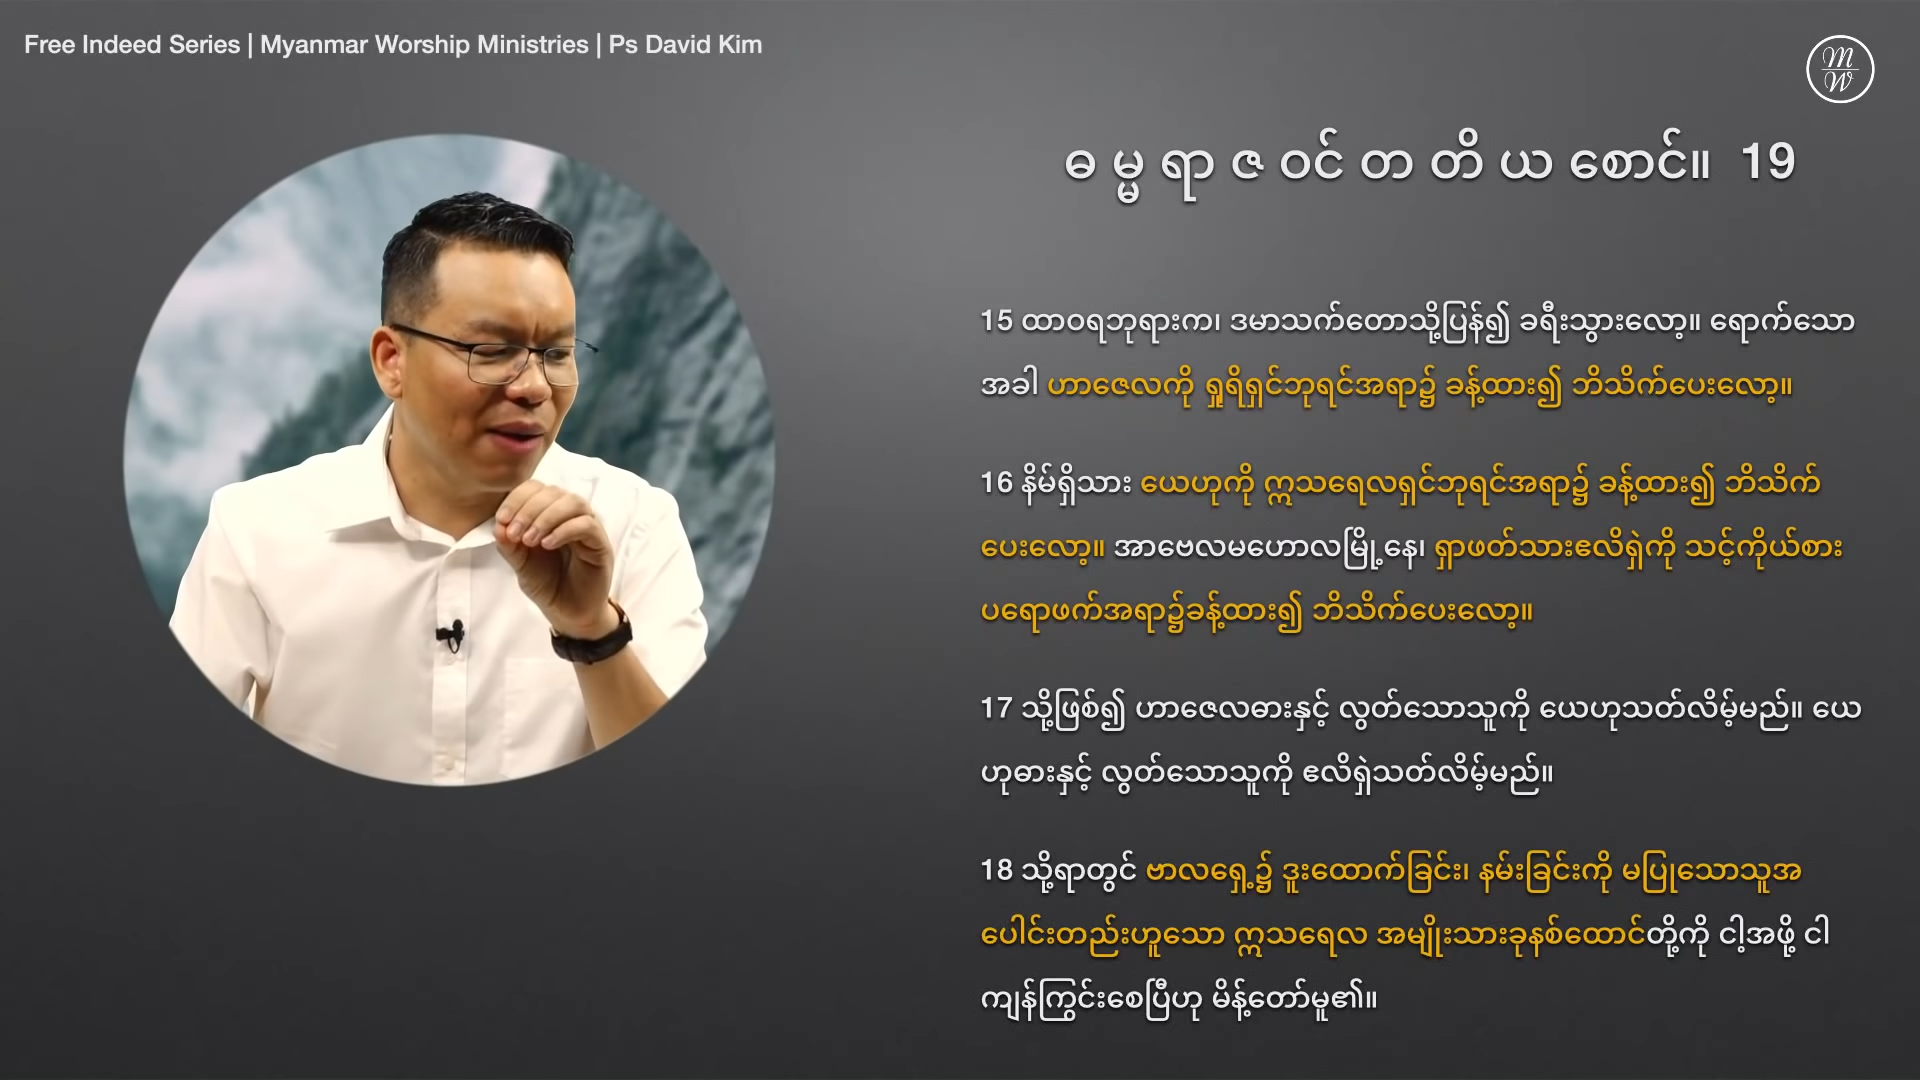 Free Indeed Series | Myanmar Worship Ministries | Ps David Kim
M
W
ဓ မ္မ ရာ ဇ ဝင် တ တိ ယ စောင်။ 19
15 ထာဝရဘုရားက၊ ဒမာသက်တောသို့ပြန်၍ ခရီးသွားလော့။ ရောက်သော
အခါ ဟာဇေလကို ရှုရိရှင်ဘုရင်အရာ၌ ခန့်ထား၍ ဘိသိက်ပေးလော့။
16 နိမ်ရှိသား ယေဟုကို ဣသရေလရှင်ဘုရင်အရာ၌ ခန့်ထား၍ ဘိသိက်
ပေးလော့။ အာဗေလမဟောလမြို့နေ၊ ရှာဖတ်သားဧလိရှဲကို သင့်ကိုယ်စား
ပရောဖက်အရာ၌ခန့်ထား၍ ဘိသိက်ပေးလော့။
17 သို့ဖြစ်၍ ဟာဇေလဓားနှင့် လွတ်သောသူကို ယေဟုသတ်လိမ့်မည်။ ယေ
ဟုဓားနှင့် လွတ်သောသူကို ဧလိရှဲသတ်လိမ့်မည်။
18 သို့ရာတွင် ဗာလရှေ့၌ ဒူးထောက်ခြင်း၊ နမ်းခြင်းကို မပြုသောသူအ
ပေါင်းတည်းဟူသော ဣသရေလ အမျိုးသားခုနစ်ထောင်တို့ကို ငါ့အဖို့ ငါ
ကျန်ကြွင်းစေပြီဟု မိန့်တော်မူ၏။